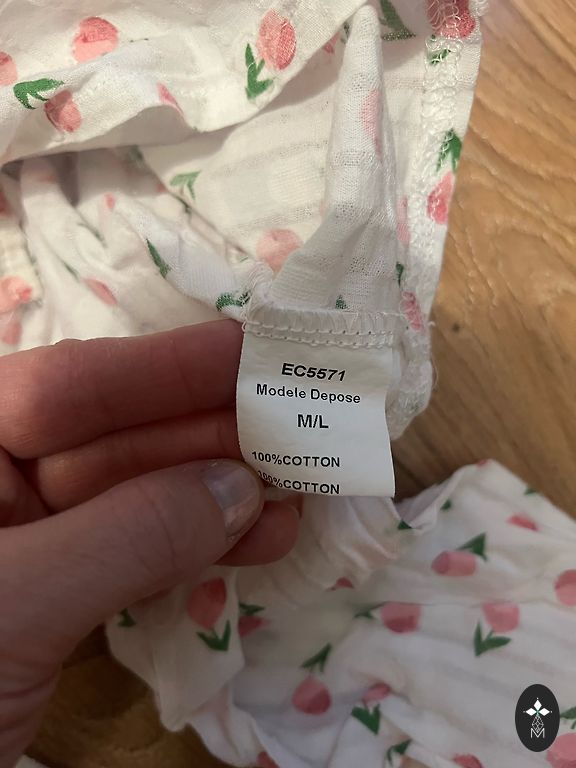 EC5571
Modele Depose
M/L
100%COTTON
100%COTTON
M